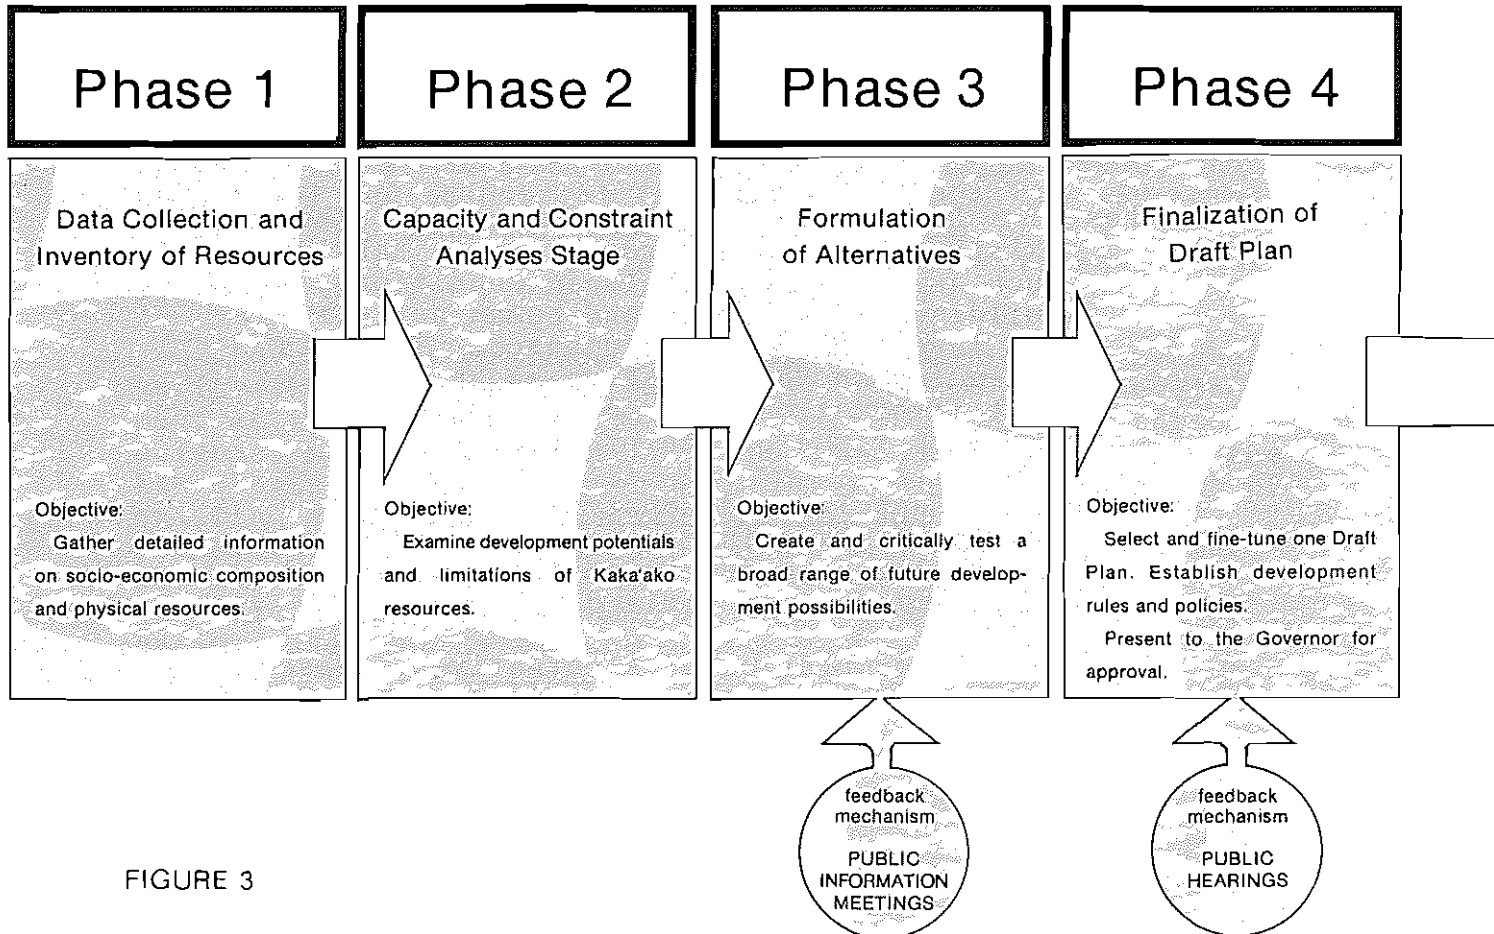 Phase 1
Data Collection and
Inventory of Resources
Objective:
Gather detailed information
on socio-economic composition
and physical resources.
Phase 2
Capacity and Constraint
Analyses Stage
Objective:
Examine development potentials
and limitations of Kaka'ako
resources.
Phase 3
Formulation
of Alternatives
Objective:
Create and critically test a
broad range of future develop-
ment possibilities.
feedback
mechanism
PUBLIC
INFORMATION
MEETINGS
Phase 4
Finalization of
Draft Plan
Objective:
Select and fine-tune one Draft
Plan. Establish development
rules and policies.
Present to the Governor for
approval.
feedback
mechanism
PUBLIC
HEARINGS
FIGURE 3